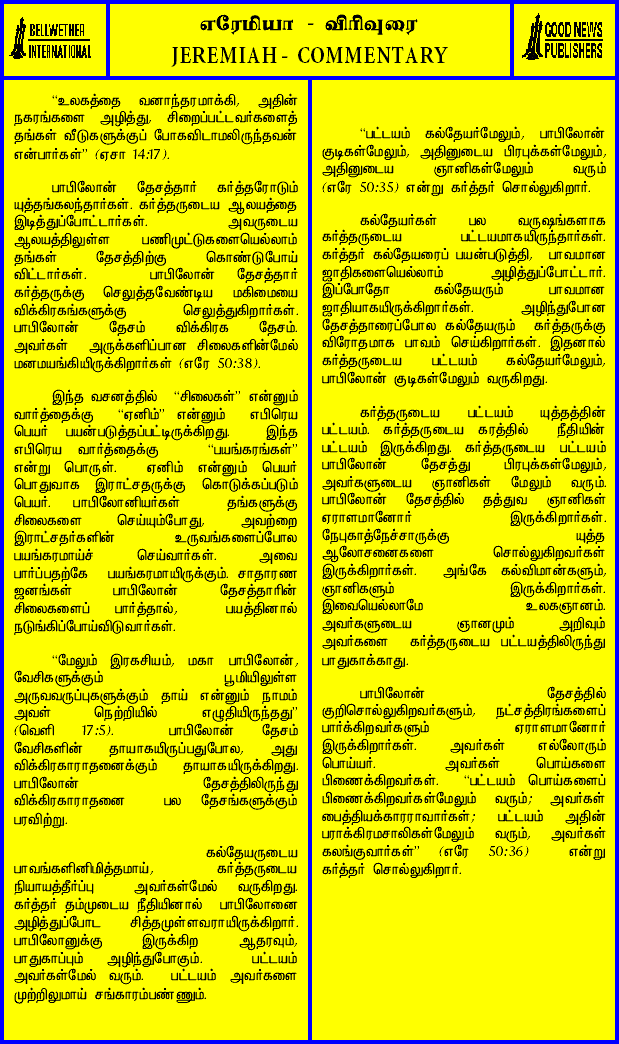 BELLWETHER
INTERNATIONAL
எரேமியா - விரிவுரை
JEREMIAH - COMMENTARY
GOOD NEWS
PUBLISHERS
“உலகத்தை வனாந்தரமாக்கி, அதின்
நகரங்களை அழித்து, சிறைப்பட்டவர்களைத்
தங்கள் வீடுகளுக்குப் போகவிடாமலிருந்தவன்
என்பார்கள்” (ஏசா 14:17).
பாபிலோன் தேசத்தார் கர்த்தரோடும்
யுத்தங்கலந்தார்கள். கர்த்தருடைய ஆலயத்தை
இடித்துப்போட்டார்கள். அவருடைய
ஆலயத்திலுள்ள பணிமுட்டுகளையெல்லாம்
தங்கள் தேசத்திற்கு கொண்டுபோய்
விட்டார்கள். பாபிலோன் தேசத்தார்
கர்த்தருக்கு செலுத்தவேண்டிய மகிமையை
விக்கிரகங்களுக்கு செலுத்துகிறார்கள்.
பாபிலோன் தேசம் விக்கிரக தேசம்.
அவர்கள் அருக்களிப்பான சிலைகளின்மேல்
மனமயங்கியிருக்கிறார்கள் (எரே 50:38).
இந்த வசனத்தில் “சிலைகள்” என்னும்
வார்த்தைக்கு “ஏனிம்” என்னும் எபிரெய
பெயர் பயன்படுத்தப்பட்டிருக்கிறது. இந்த
எபிரெய வார்த்தைக்கு “பயங்கரங்கள்”
என்று பொருள். ஏனிம் என்னும் பெயர்
பொதுவாக இராட்சதருக்கு கொடுக்கப்படும்
பெயர். பாபிலோனியர்கள் தங்களுக்கு
சிலைகளை செய்யும்போது, அவற்றை
இராட்சதர்களின் உருவங்களைப்போல
பயங்கரமாய்ச் செய்வார்கள். அவை
பார்ப்பதற்கே பயங்கரமாயிருக்கும். சாதாரண
ஜனங்கள் பாபிலோன் தேசத்தாரின்
சிலைகளைப் பார்த்தால், பயத்தினால்
நடுங்கிப்போய்விடுவார்கள்.
“மேலும் இரகசியம், மகா பாபிலோன்,
வேசிகளுக்கும் பூமியிலுள்ள
அருவவருப்புகளுக்கும் தாய் என்னும் நாமம்
அவள் நெற்றியில் எழுதியிருந்தது”
(வெளி 17:5). பாபிலோன் தேசம்
வேசிகளின் தாயாகயிருப்பதுபோல, அது
விக்கிரகாராதனைக்கும் தாயாகயிருக்கிறது.
பாபிலோன் தேசத்திலிருந்து
விக்கிரகாராதனை பல தேசங்களுக்கும்
பரவிற்று.
கல்தேயருடைய
பாவங்களினிமித்தமாய், கர்த்தருடைய
நியாயத்தீர்ப்பு அவர்கள்மேல் வருகிறது.
கர்த்தர் தம்முடைய நீதியினால் பாபிலோனை
அழித்துப்போட சித்தமுள்ளவராயிருக்கிறார்.
பாபிலோனுக்கு இருக்கிற ஆதரவும்,
பாதுகாப்பும் அழிந்துபோகும். பட்டயம்
அவர்கள்மேல் வரும். பட்டயம் அவர்களை
முற்றிலுமாய் சங்காரம்பண்ணும்.
“பட்டயம் கல்தேயர்மேலும், பாபிலோன்
குடிகள்மேலும், அதினுடைய பிரபுக்கள்மேலும்,
அதினுடைய ஞானிகள்மேலும் வரும்
(எரே 50:35) என்று கர்த்தர் சொல்லுகிறார்.
கல்தேயர்கள் பல வருஷங்களாக
கர்த்தருடைய பட்டயமாகயிருந்தார்கள்.
கர்த்தர் கல்தேயரைப் பயன்படுத்தி, பாவமான
ஜாதிகளையெல்லாம் அழித்துப்போட்டார்.
இப்போதோ கல்தேயரும் பாவமான
ஜாதியாகயிருக்கிறார்கள். அழிந்துபோன
தேசத்தாரைப்போல கல்தேயரும் கர்த்தருக்கு
விரோதமாக பாவம் செய்கிறார்கள். இதனால்
கர்த்தருடைய பட்டயம் கல்தேயர்மேலும்,
பாபிலோன் குடிகள்மேலும் வருகிறது.
கர்த்தருடைய பட்டயம் யுத்தத்தின்
பட்டயம். கர்த்தருடைய கரத்தில் நீதியின்
பட்டயம் இருக்கிறது. கர்த்தருடைய பட்டயம்
பாபிலோன் தேசத்து பிரபுக்கள்மேலும்,
அவர்களுடைய ஞானிகள் மேலும் வரும்.
பாபிலோன் தேசத்தில் தத்துவ ஞானிகள்
ஏராளமானோர் இருக்கிறார்கள்.
நேபுகாத்நேச்சாருக்கு யுத்த
ஆலோசனைகளை சொல்லுகிறவர்கள்
இருக்கிறார்கள். அங்கே கல்விமான்களும்,
ஞானிகளும் இருக்கிறார்கள்.
இவையெல்லாமே உலகஞானம்.
அவர்களுடைய ஞானமும் அறிவும்
அவர்களை கர்த்தருடைய பட்டயத்திலிருந்து
பாதுகாக்காது.
பாபிலோன் தேசத்தில்
குறிசொல்லுகிறவர்களும், நட்சத்திரங்களைப்
பார்க்கிறவர்களும் ஏராளமானோர்
இருக்கிறார்கள். அவர்கள் எல்லோரும்
பொய்யர். அவர்கள் பொய்களை
பிணைக்கிறவர்கள். “பட்டயம் பொய்களைப்
பிணைக்கிறவர்கள்மேலும் வரும்; அவர்கள்
பைத்தியக்காரராவார்கள்; பட்டயம் அதின்
பராக்கிரமசாலிகள்மேலும் வரும், அவர்கள்
கலங்குவார்கள்” (எரே 50:36) என்று
கர்த்தர் சொல்லுகிறார்.